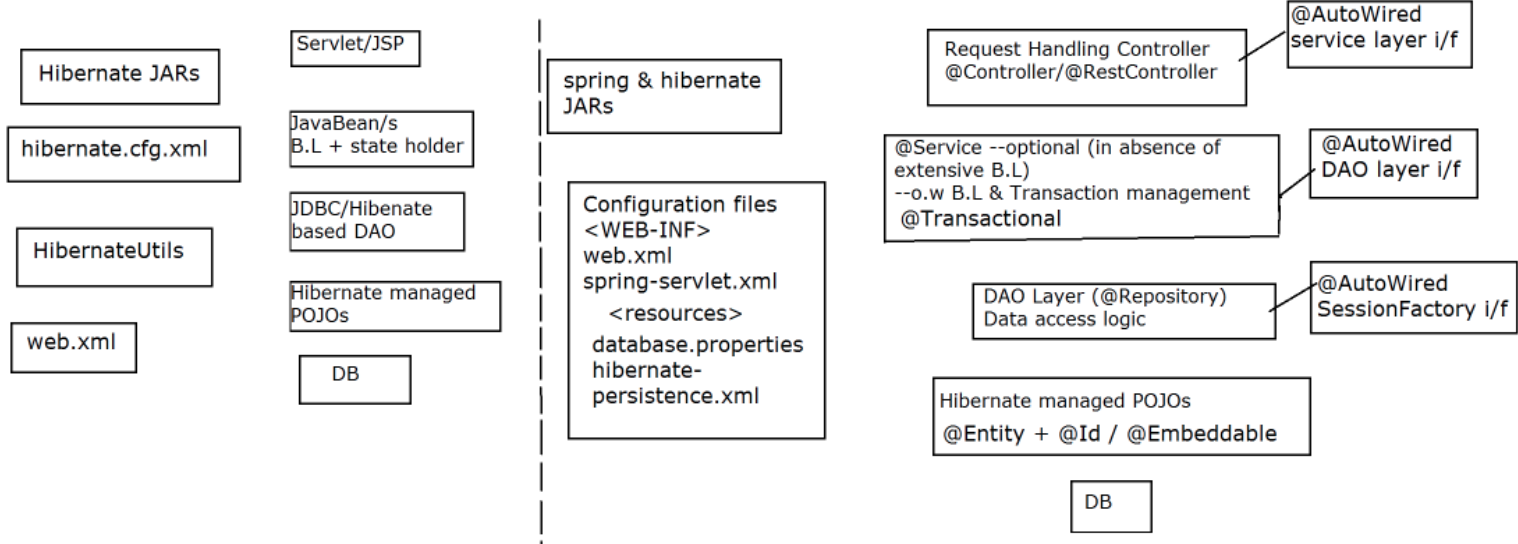 Hibernate JARs
hibernate.cfg.xml
HibernateUtils
web.xml
Servlet/JSP
JavaBean/s
B.L + state holder
JDBC/Hibenate
based DAO
Hibernate managed
POJOs
DB
spring & hibernate
JARs
Configuration files
<WEB-INF>
web.xml
spring-servlet.xml
<resources>
database.properties
hibernate-
persistence.xml
Request Handling Controller
@Controller/@RestController
@AutoWired
service layer i/f
@Service --optional (in absence of
extensive B.L)
--o.w B.L & Transaction management
@Transactional
@AutoWired
DAO layer i/f
DAO Layer (@Repository)
Data access logic
@AutoWired
SessionFactory i/f
Hibernate managed POJOs
@Entity + @Id / @Embeddable
DB